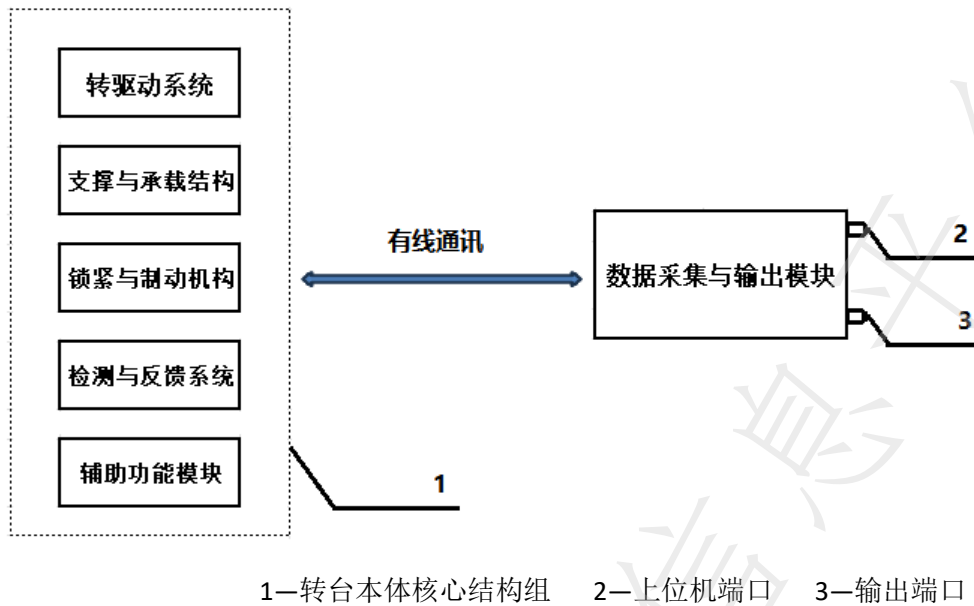 转驱动系统
支撑与承载结构
锁紧与制动机构
检测与反馈系统
辅助功能模块
有线通讯
数据采集与输出模块
2
3
1
1—转台本体核心结构组 2—上位机端口 3—输出端口